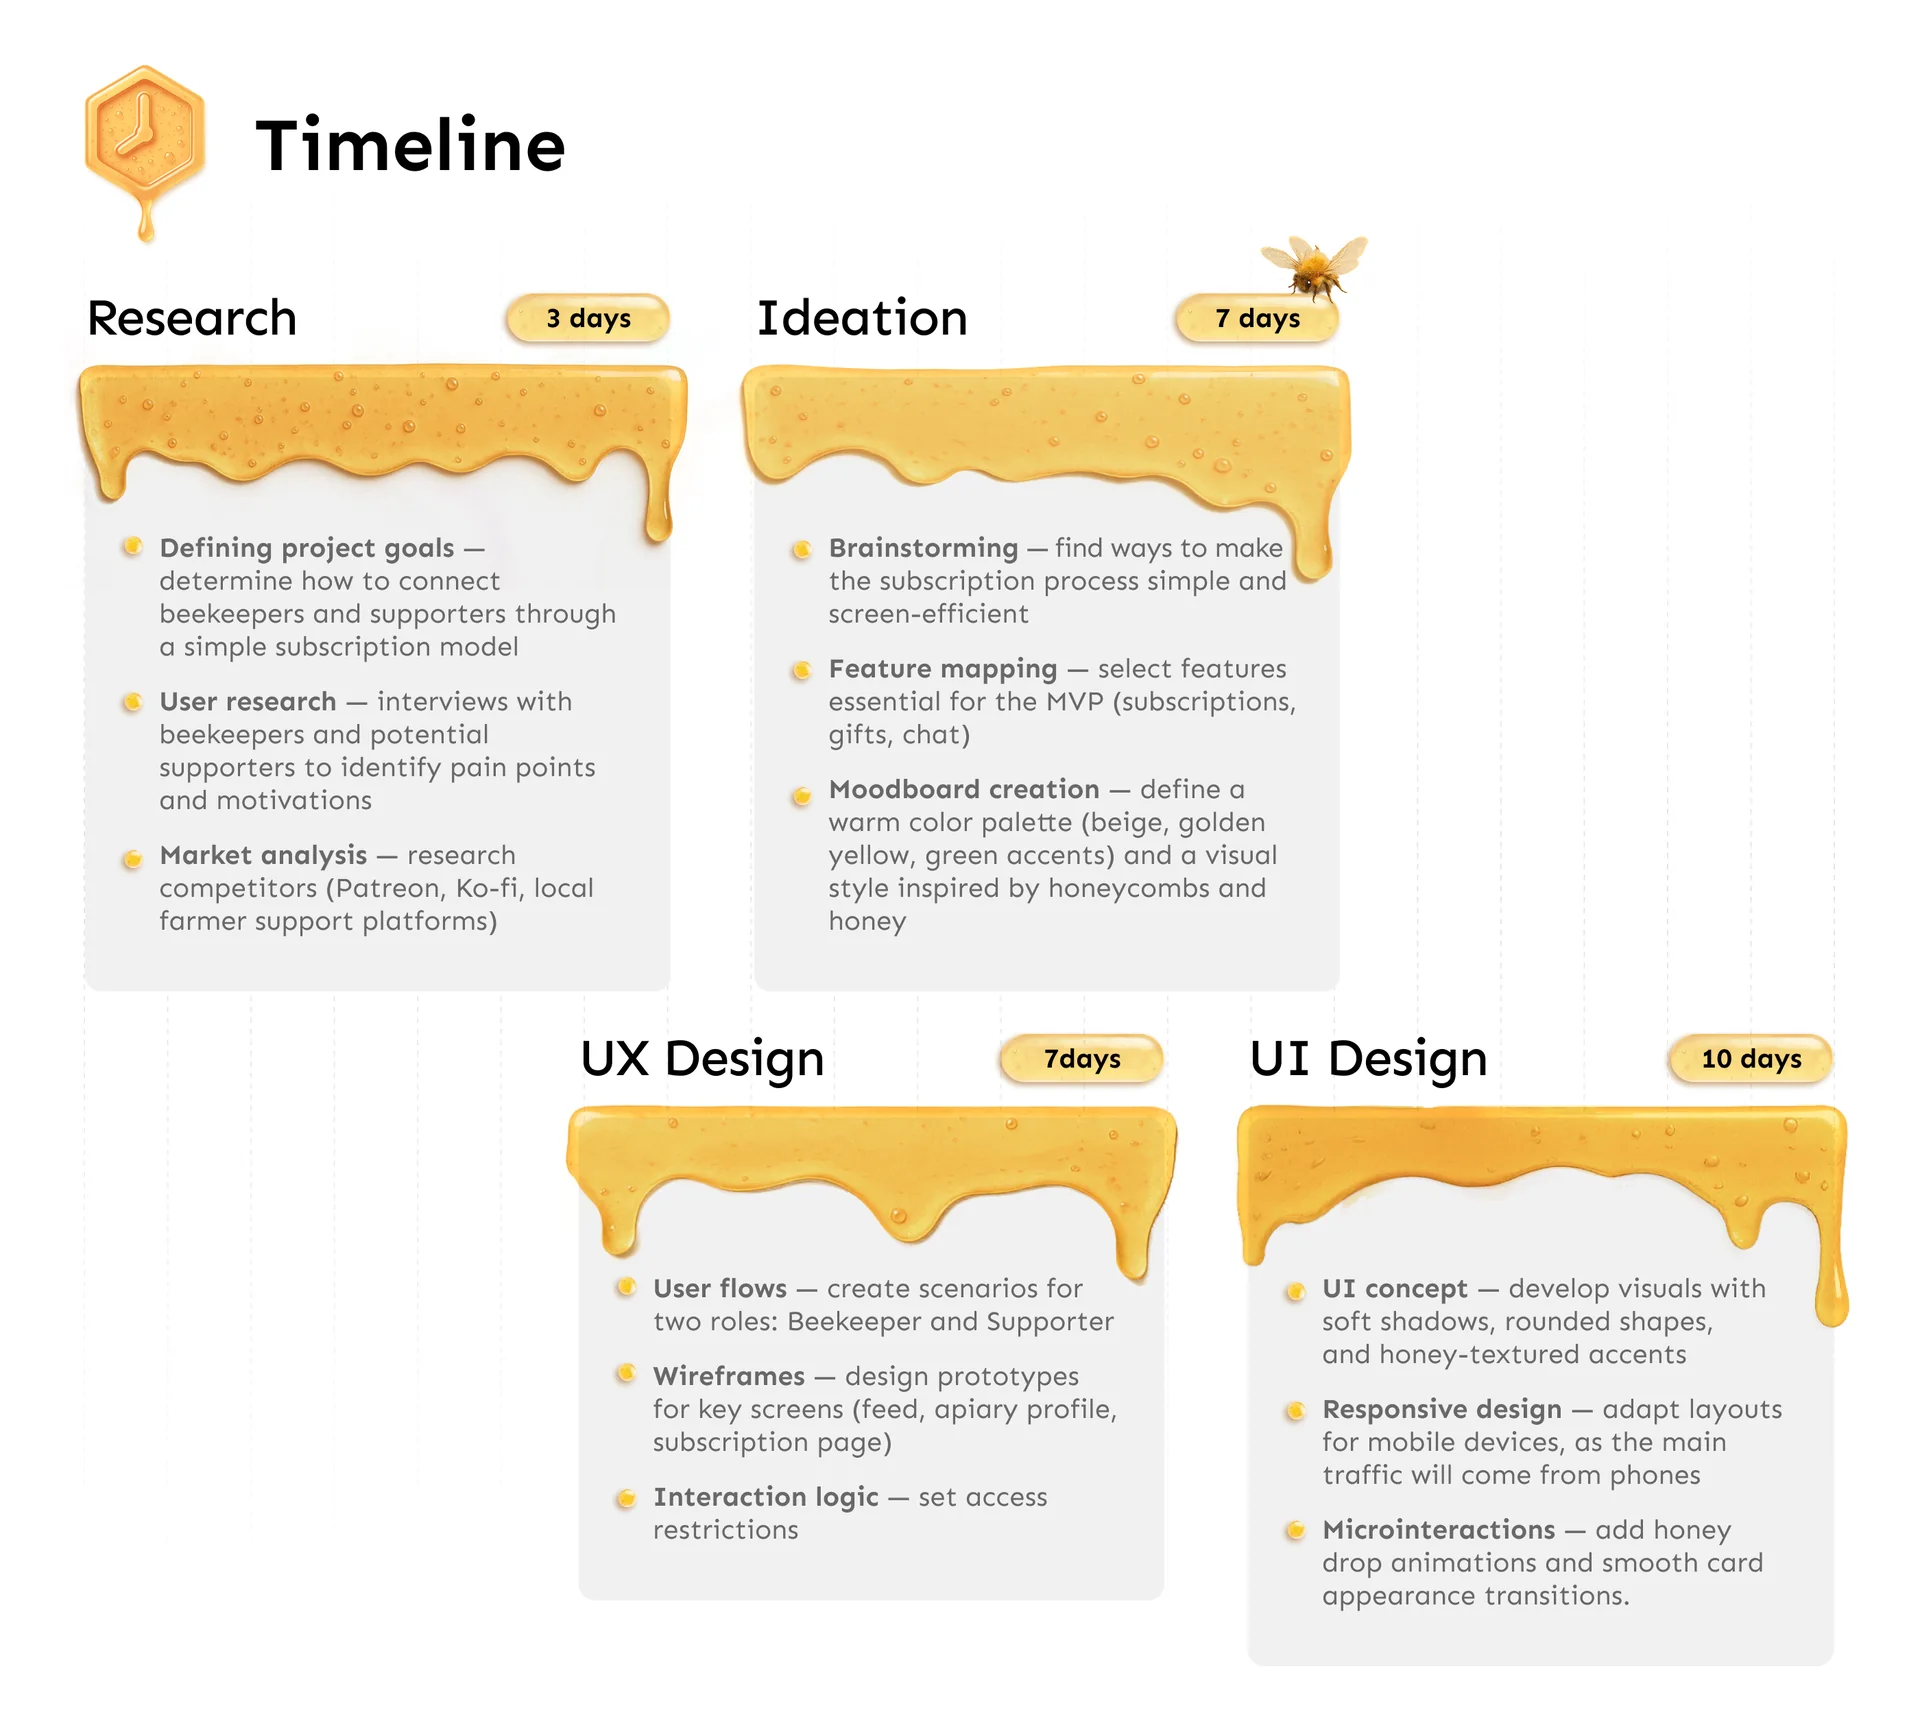 Timeline
Research
3 days
Defining project goals —
determine how to connect
beekeepers and supporters through
a simple subscription model
User research — interviews with
beekeepers and potential
supporters to identify pain points
and motivations
Market analysis — research
competitors (Patreon, Ko-fi, local
farmer support platforms)
Ideation
7 days
Brainstorming — find ways to make
the subscription process simple and
screen-efficient
Feature mapping — select features
essential for the MVP (subscriptions,
gifts, chat)
Moodboard creation — define a
warm color palette (beige, golden
yellow, green accents) and a visual
style inspired by honeycombs and
honey
UX Design
7days
User flows — create scenarios for
two roles: Beekeeper and Supporter
Wireframes — design prototypes
for key screens (feed, apiary profile,
subscription page)
Interaction logic — set access
restrictions
UI Design
10 days
UI concept — develop visuals with
soft shadows, rounded shapes,
and honey-textured accents
Responsive design — adapt layouts
for mobile devices, as the main
traffic will come from phones
Microinteractions — add honey
drop animations and smooth card
appearance transitions.